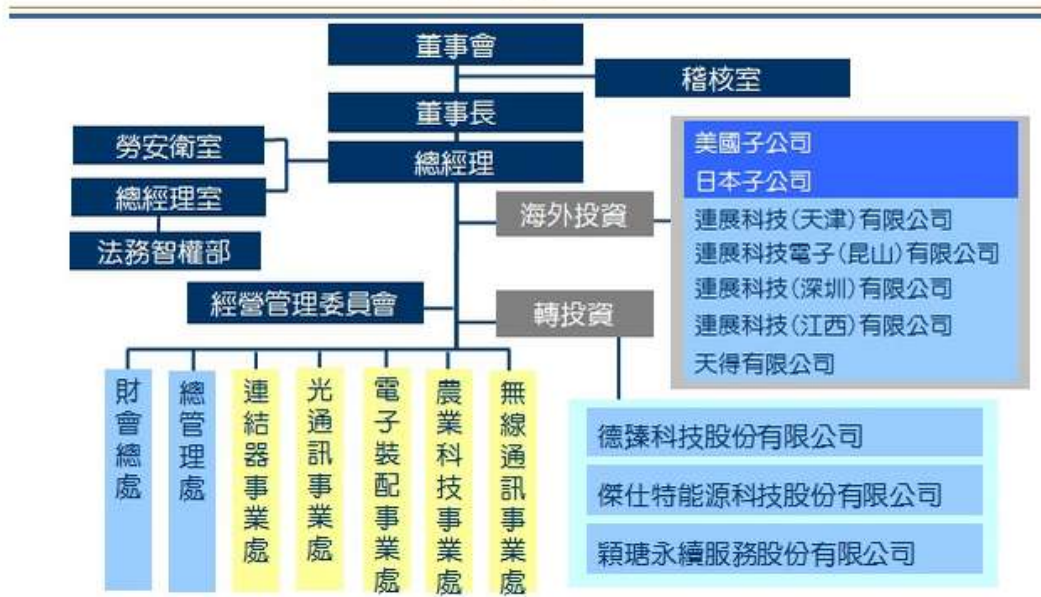 董事會
稽核室
董事長
勞安衛室
總經理
總經理室
法務智權部
海外投資
美國子公司
日本子公司
連展科技(天津)有限公司
連展科技電子(昆山)有限公司
連展科技(深圳)有限公司
連展科技(江西)有限公司
天得有限公司
經營管理委員會
轉投資
德臻科技股份有限公司
傑仕特能源科技股份有限公司
穎瑭永續服務股份有限公司
財會總處
總管理處
連結器事業處
光通訊事業處
電子裝配事業處
農業科技事業處
無線通訊事業處